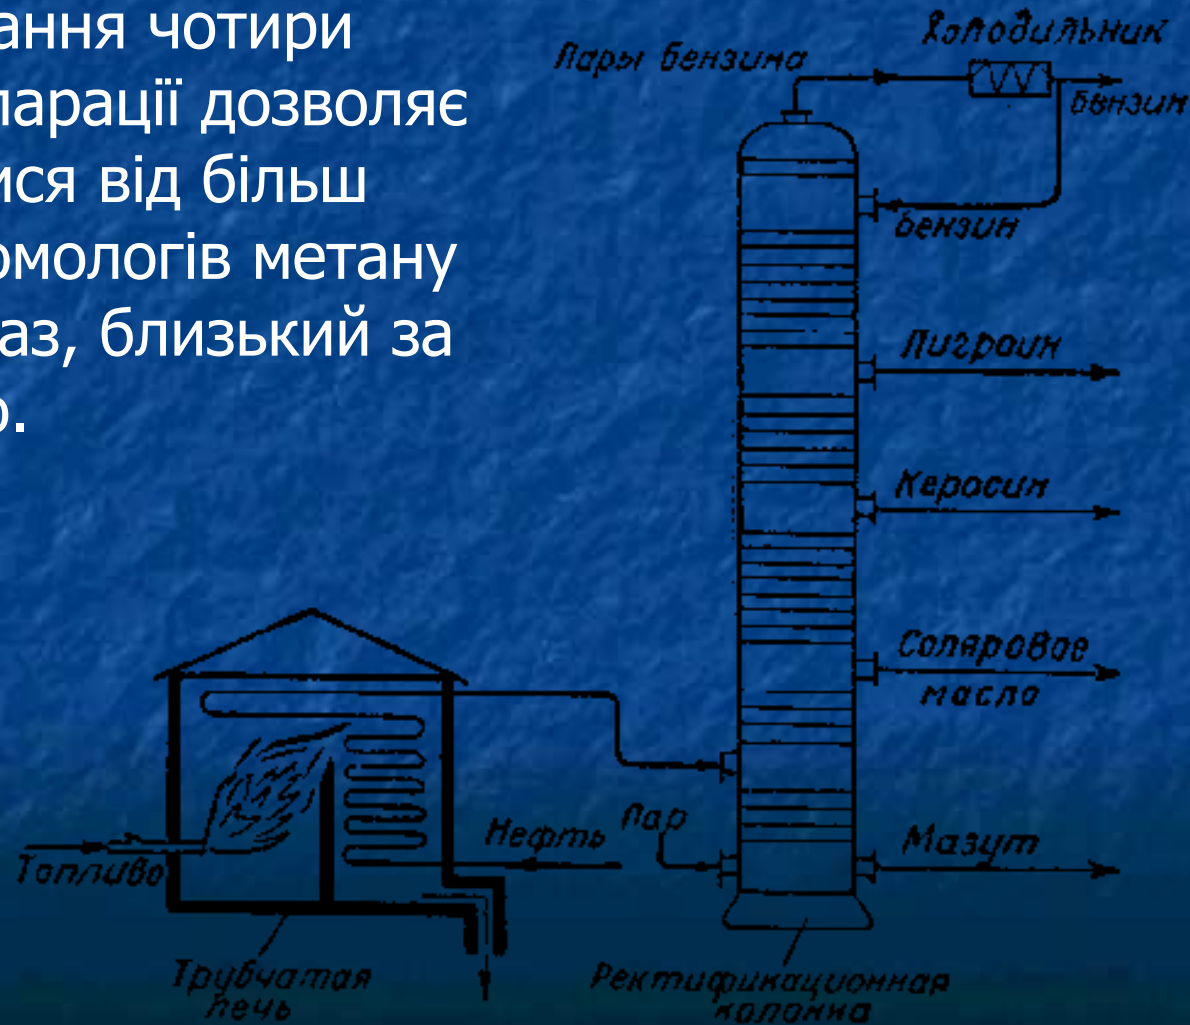 ання чотири
парації дозволяє
ися від більш
омологів метану
аз, близький за
о.
Пары бензина
Холодильник
бензин
бензин
Лигроин
Керосин
Соляровое
масло
Мазут
Пар
Нефть
Топливо
Трубчатая
печь
Ректификационная
колонна